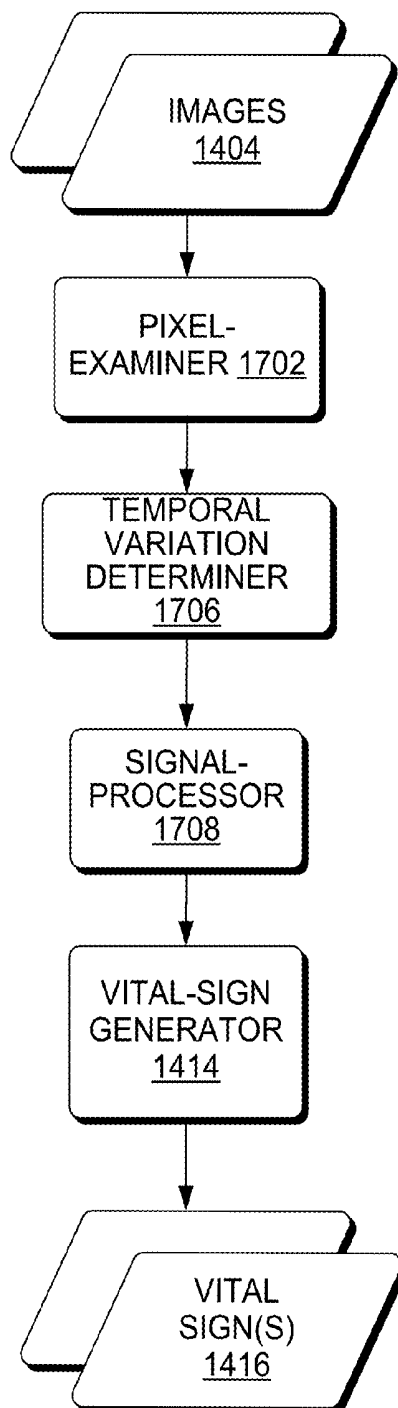 IMAGES
1404
PIXEL-
EXAMINER 1702
TEMPORAL
VARIATION
DETERMINER
1706
SIGNAL-
PROCESSOR
1708
VITAL-SIGN
GENERATOR
1414
VITAL
SIGN(S)
1416